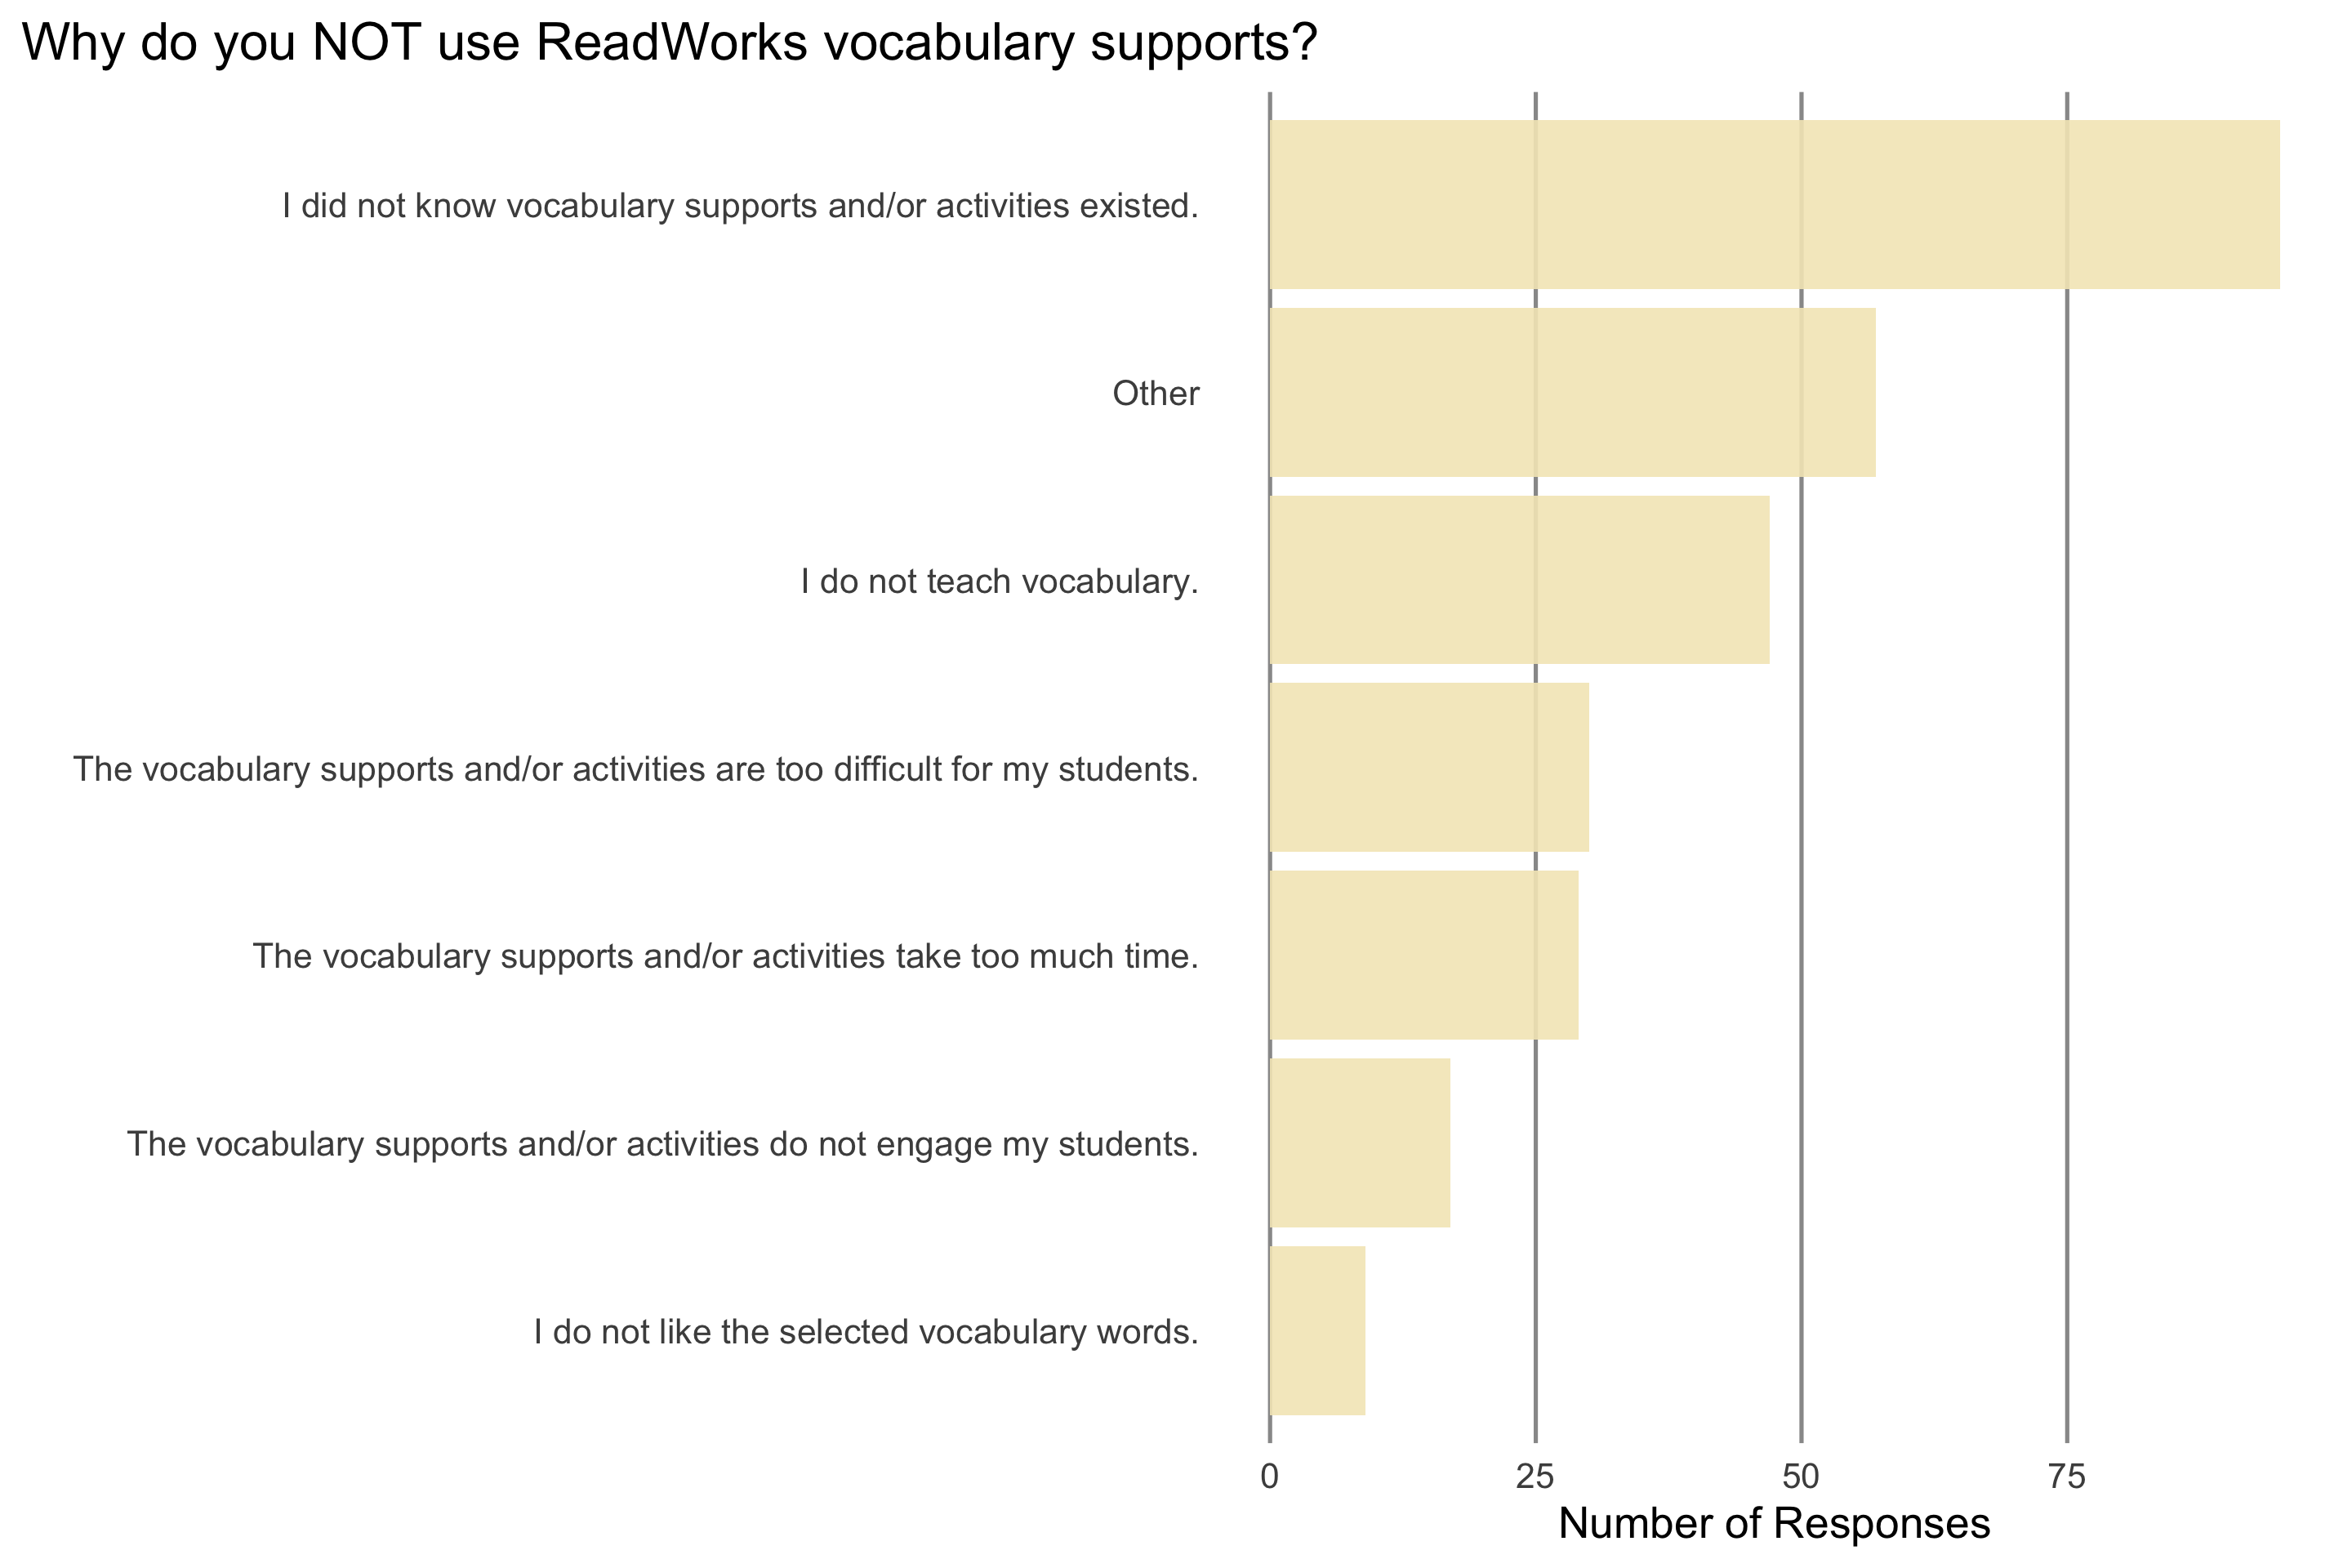 Why do you NOT use ReadWorks vocabulary supports?
I did not know vocabulary supports and/or activities existed.
Other
I do not teach vocabulary.
The vocabulary supports and/or activities are too difficult for my students.
The vocabulary supports and/or activities take too much time.
The vocabulary supports and/or activities do not engage my students.
I do not like the selected vocabulary words.
0 25 50 75
Number of Responses